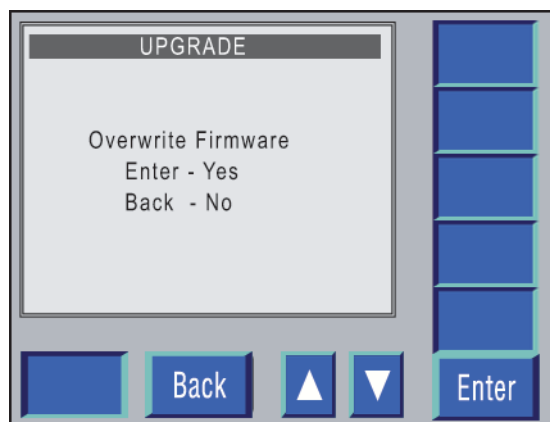 UPGRADE
Overwrite Firmware
Enter - Yes
Back - No
Back
Enter